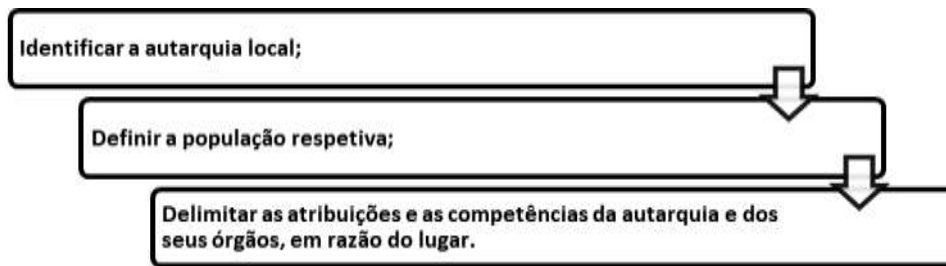 Identificar a autarquia local;
Definir a população respetiva;
Delimitar as atribuições e as competências da autarquia e dos
seus órgãos, em razão do lugar.